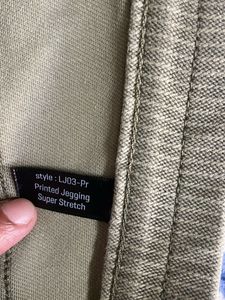 style : LJ03-Pr
Printed Jegging
Super Stretch